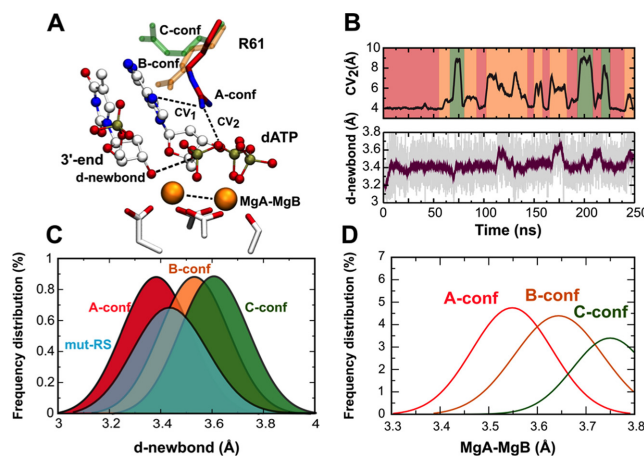 A
C-conf
R61
B-conf
A-conf
CV1
CV2
dATP
3'-end
d-newbond
MgA-MgB
B
CV2(Å)
10
8
6
4
d-newbond (Å)
3.8
3.6
3.4
3.2
3
0
50
100
150
200
250
Time (ns)
C
Frequency distribution (%)
1
0.8
0.6
0.4
0.2
0
B-conf
A-conf
C-conf
mut-RS
3
3.2
3.4
3.6
3.8
4
d-newbond (Å)
D
Frequency distribution (%)
7
6
5
4
3
2
1
0
A-conf
B-conf
C-conf
3.3
3.4
3.5
3.6
3.7
3.8
MgA-MgB (Å)